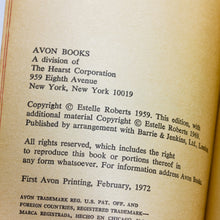 AVON BOOKS
A division of
The Hearst Corporation
959 Eighth Avenue
New York, New York 10019
Copyright © Estelle Roberts 1959. This edition, with
additional material Copyright © Estelle Roberts 1969.
Published by arrangement with Barrie & Jenkins, Ltd., London
All rights reserved, which includes the right
to reproduce this book or portions thereof in
any form whatsoever. For information address Avon Books.
First Avon Printing, February, 1972
AVON TRADEMARK REG. U.S. PAT. OFF. AND
FOREIGN COUNTRIES, REGISTERED TRADEMARK—
MARCA REGISTRADA, HECHO EN CHICAGO,